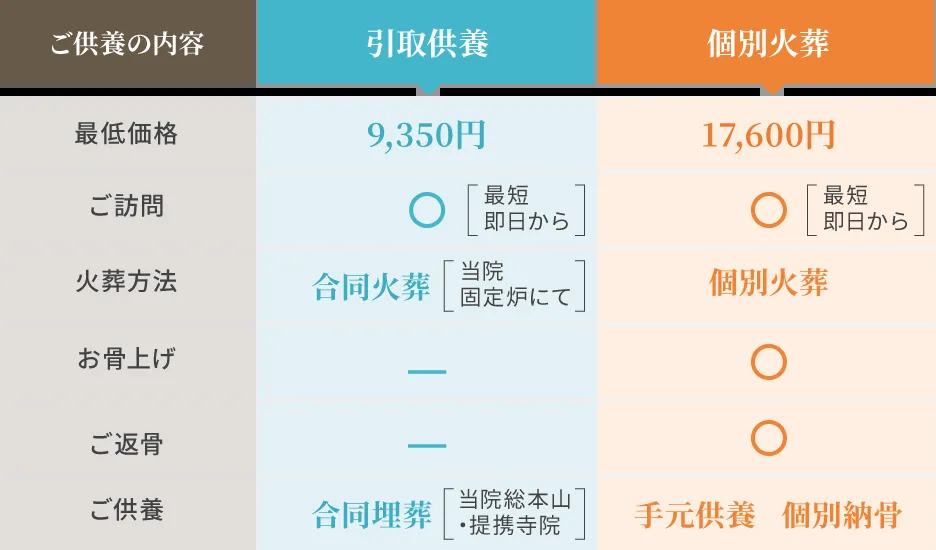 ご供養の内容 引取供養 個別火葬
最低価格 9,350円 17,600円
ご訪問 ○ 最短 ○ 最短
即日から 即日から
火葬方法 合同火葬 当院 個別火葬
固定炉にて
お骨上げ — ○
ご返骨 — ○
ご供養 合同埋葬 当院総本山 手元供養 個別納骨
・提携寺院